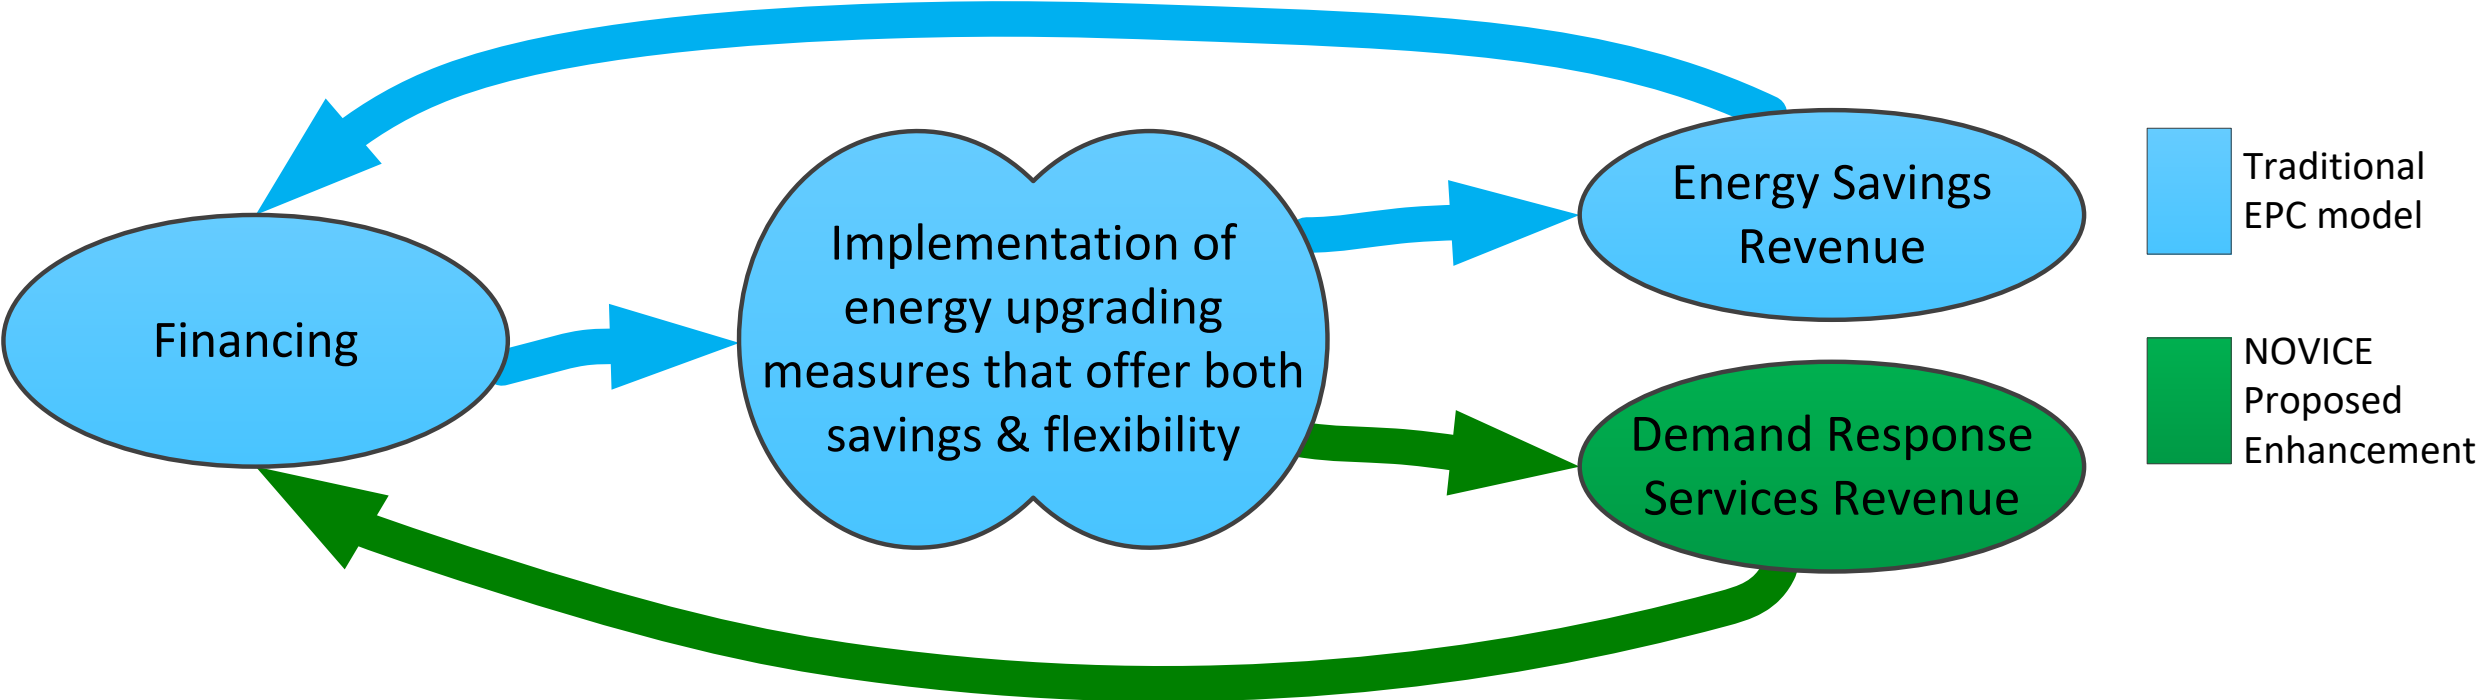 Financing
Implementation of
energy upgrading
measures that offer both
savings & flexibility
Energy Savings
Revenue
Demand Response
Services Revenue
Traditional
EPC model
NOVICE
Proposed
Enhancement